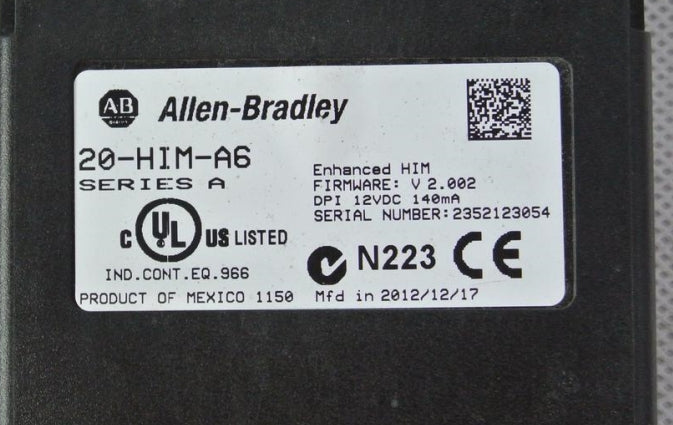 AB Allen-Bradley
20-HIM-A6
SERIES A
Enhanced HIM
FIRMWARE: V 2.002
DPI 12VDC 140mA
SERIAL NUMBER: 2352123054
C UL US LISTED
IND.CONT.EQ.966
N223 CE
PRODUCT OF MEXICO 1150 Mfd in 2012/12/17